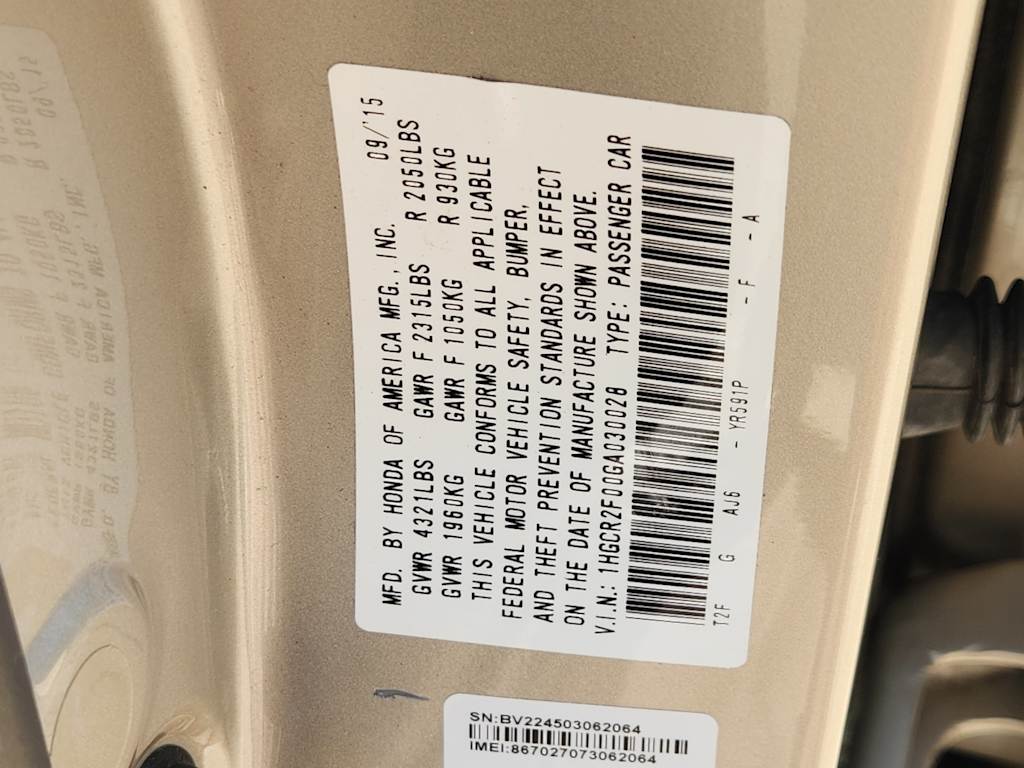 MFD. BY HONDA OF AMERICA MFG., INC. 09/'15
GVWR 4321LBS GAWR F 2315LBS R 2050LBS
GVWR 1960KG GAWR F 1050KG R 930KG
THIS VEHICLE CONFORMS TO ALL APPLICABLE
FEDERAL MOTOR VEHICLE SAFETY, BUMPER,
AND THEFT PREVENTION STANDARDS IN EFFECT
ON THE DATE OF MANUFACTURE SHOWN ABOVE.
V.I.N.: 1HGCR2F00GA030028 TYPE: PASSENGER CAR
T2F G AJ6 - YR591P - F - A
SN:BV224503062064
IMEI:867027073062064